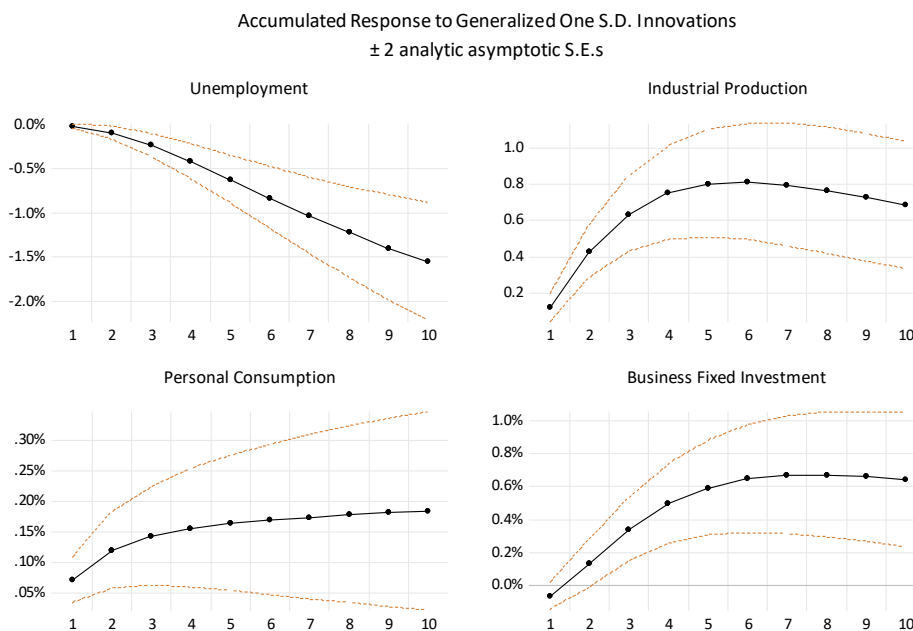 Accumulated Response to Generalized One S.D. Innovations
± 2 analytic asymptotic S.E.s
Unemployment
0.0%
-0.5%
-1.0%
-1.5%
-2.0%
1 2 3 4 5 6 7 8 9 10
Industrial Production
1.0
0.8
0.6
0.4
0.2
1 2 3 4 5 6 7 8 9 10
Personal Consumption
.30%
.25%
.20%
.15%
.10%
.05%
1 2 3 4 5 6 7 8 9 10
Business Fixed Investment
1.0%
0.8%
0.6%
0.4%
0.2%
0.0%
1 2 3 4 5 6 7 8 9 10